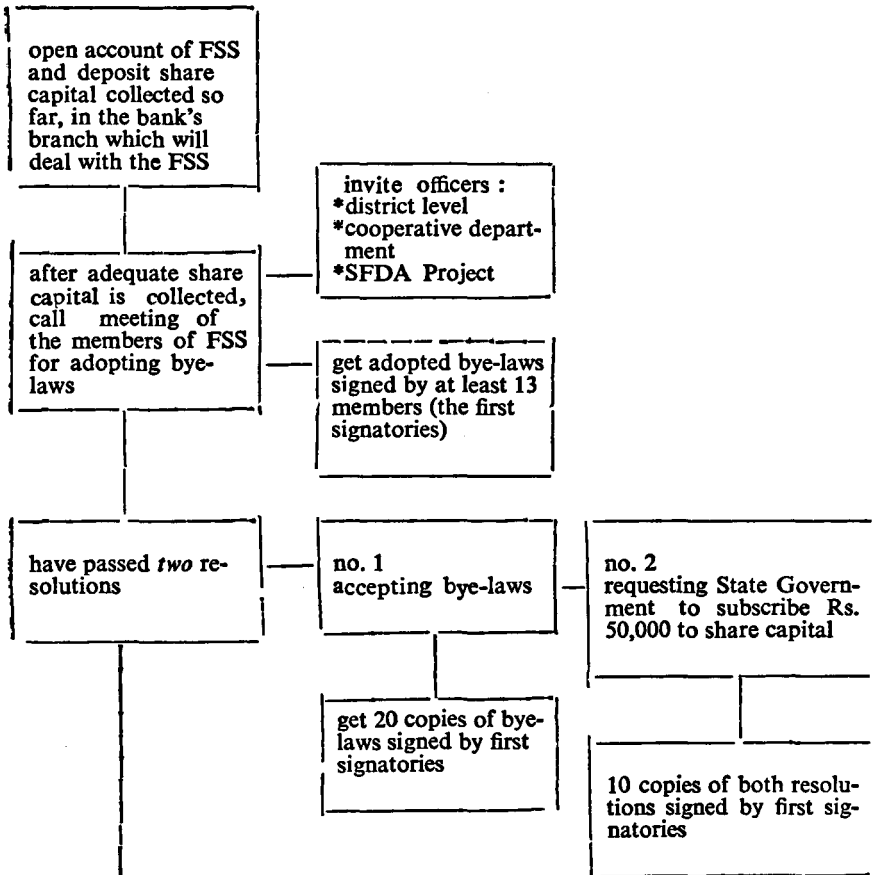 open account of FSS
and deposit share
capital collected so
far, in the bank's
branch which will
deal with the FSS
invite officers :
*district level
*cooperative depart-
ment
*SFDA Project
after adequate share
capital is collected,
call meeting of
the members of FSS
for adopting bye-
laws
get adopted bye-laws
signed by at least 13
members (the first
signatories)
have passed two re-
solutions
no. 1
accepting bye-laws
no. 2
requesting State Govern-
ment to subscribe Rs.
50,000 to share capital
get 20 copies of bye-
laws signed by first
signatories
10 copies of both resolu-
tions signed by first sig-
natories